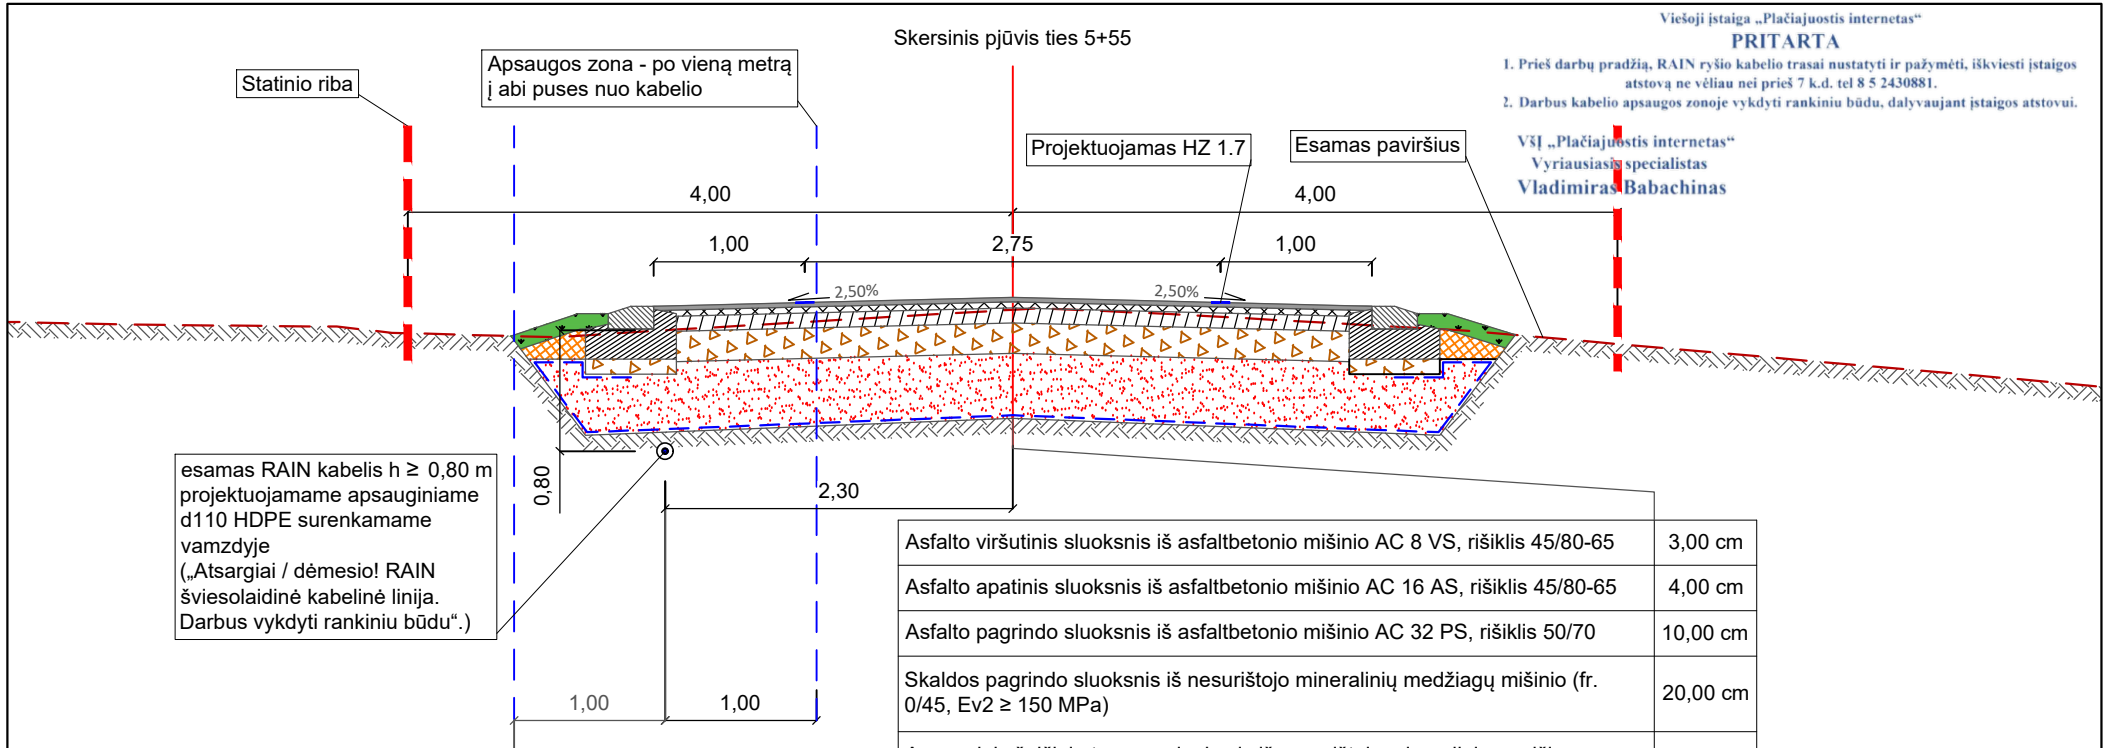 Skersinis pjūvis ties 5+55
Viešoji įstaiga „Plačiajuostis internetas“
PRITARTA
1. Prieš darbų pradžią, RAIN ryšio kabelio trasai nustatyti ir pažymėti, iškviesti įstaigos
atstovą ne vėliau nei prieš 7 k.d. tel 8 5 2430881.
2. Darbus kabelio apsaugos zonoje vykdyti rankiniu būdu, dalyvaujant įstaigos atstovui.
VšĮ „Plačiajuostis internetas“
Vyriausiasis specialistas
Vladimiras Babachinas
Statinio riba
Apsaugos zona - po vieną metrą
į abi puses nuo kabelio
Projektuojamas HZ 1.7
Esamas paviršius
4,00
4,00
1,00
2,75
1,00
2,50%
2,50%
esamas RAIN kabelis h ≥ 0,80 m
projektuojamame apsauginiame
d110 HDPE surenkamame
vamzdyje
(„Atsargiai / dėmesio! RAIN
šviesolaidinė kabelinė linija.
Darbus vykdyti rankiniu būdu“.)
0,80
2,30
1,00
1,00
Asfalto viršutinis sluoksnis iš asfaltbetonio mišinio AC 8 VS, rišiklis 45/80-65
3,00 cm
Asfalto apatinis sluoksnis iš asfaltbetonio mišinio AC 16 AS, rišiklis 45/80-65
4,00 cm
Asfalto pagrindo sluoksnis iš asfaltbetonio mišinio AC 32 PS, rišiklis 50/70
10,00 cm
Skaldos pagrindo sluoksnis iš nesurištojo mineralinių medžiagų mišinio (fr.
0/45, Ev2 ≥ 150 MPa)
20,00 cm